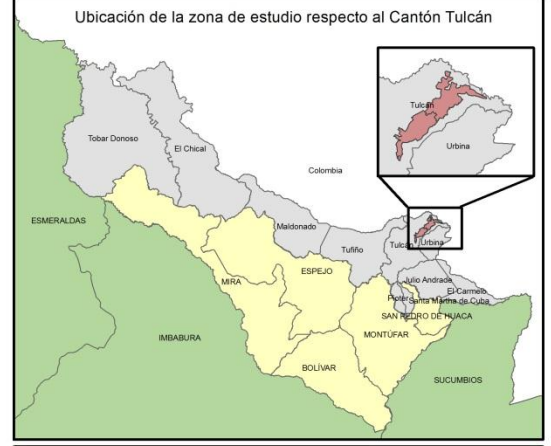 Ubicación de la zona de estudio respecto al Cantón Tulcán
Tulcán
Urbina
Tobar Donoso
El Chical
Colombia
ESMERALDAS
Maldonado
Tufiño
Tulcán
Urbina
MIRA
ESPEJO
Julio Andrade
El Carmelo
Pioter
Santa Martha de Cuba
SAN PEDRO DE HUACA
IMBABURA
MONTÚFAR
BOLÍVAR
SUCUMBIOS